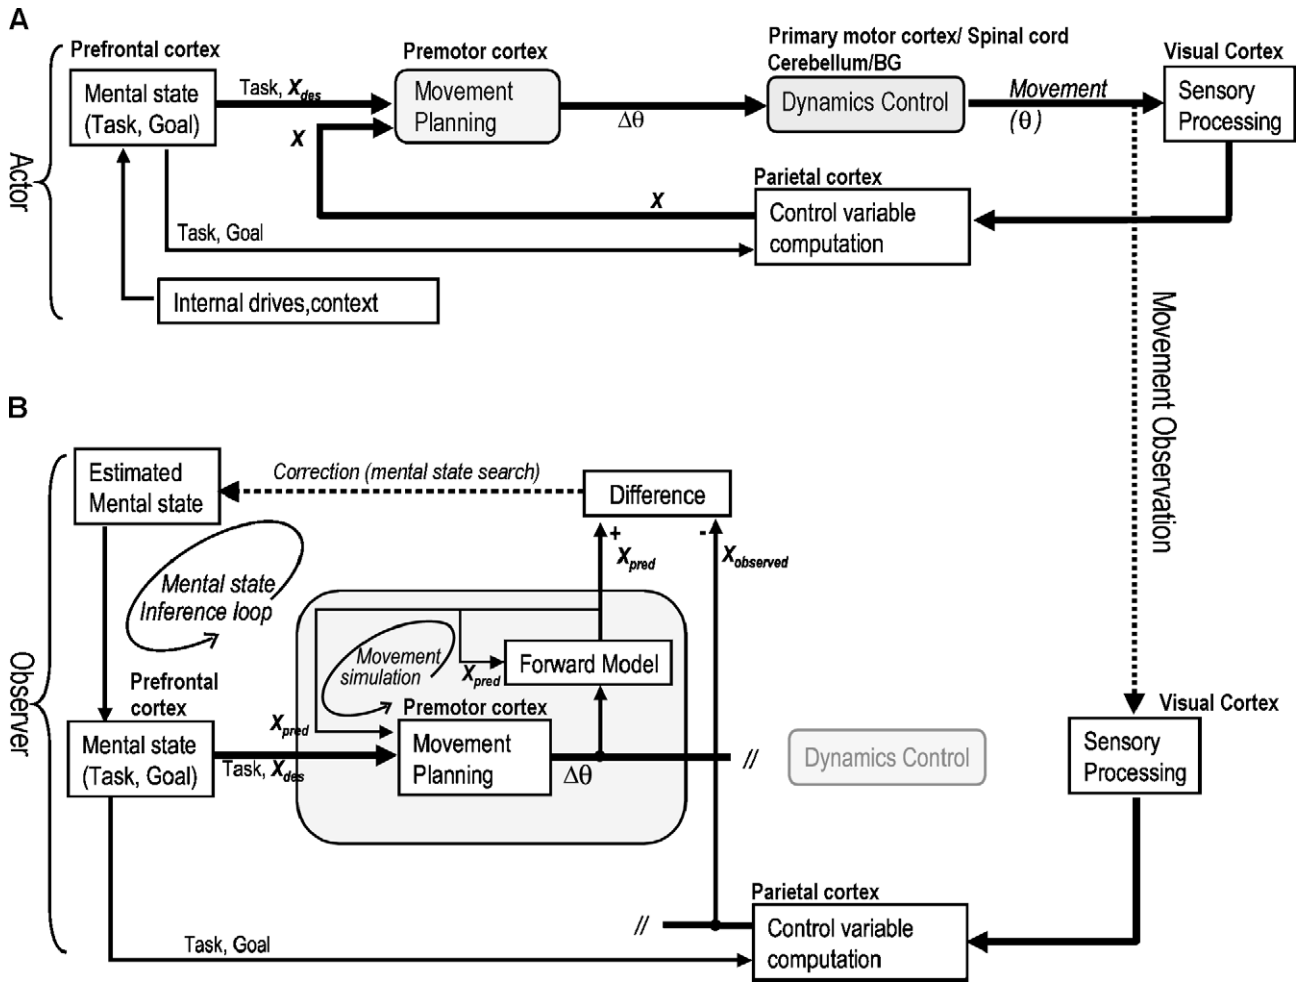 A
Prefrontal cortex
Mental state
(Task, Goal)
Task, Xdes
X
Premotor cortex
Movement
Planning
Δθ
Primary motor cortex/ Spinal cord
Cerebellum/BG
Dynamics Control
Movement
(θ)
Visual Cortex
Sensory
Processing
Actor
Parietal cortex
Control variable
computation
X
Task, Goal
Internal drives,context
Movement Observation
B
Estimated
Mental state
Correction (mental state search)
Difference
+
Xpred
-
Xobserved
Mental state
Inference loop
Movement
simulation
Xpred
Forward Model
Observer
Prefrontal
cortex
Mental state
(Task, Goal)
Xpred
Task, Xdes
Premotor cortex
Movement
Planning
Δθ
//
Dynamics Control
Visual Cortex
Sensory
Processing
Parietal cortex
Control variable
computation
//
Task, Goal